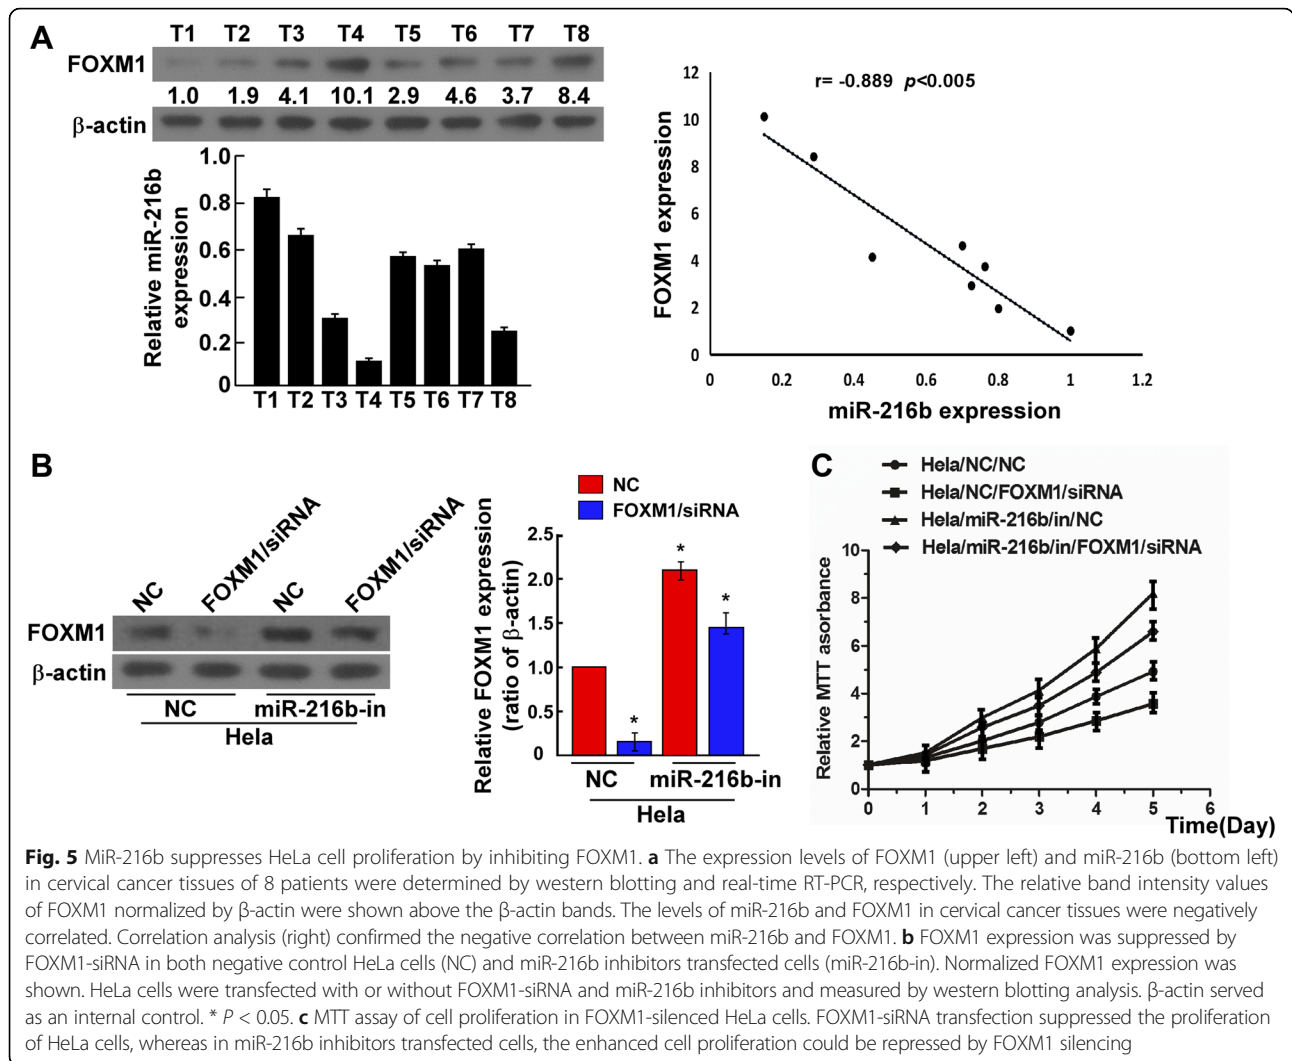 A
T1 T2 T3 T4 T5 T6 T7 T8
FOXM1
1.0 1.9 4.1 10.1 2.9 4.6 3.7 8.4
β-actin
Relative miR-216b
expression
1.0
0.8
0.6
0.4
0.2
0
T1 T2 T3 T4 T5 T6 T7 T8
r= -0.889 p<0.005
FOXM1 expression
12
10
8
6
4
2
0
0 0.2 0.4 0.6 0.8 1 1.2
miR-216b expression
B
NC FOXM1/siRNA NC FOXM1/siRNA
FOXM1
β-actin
NC miR-216b-in
Hela
NC
FOXM1/siRNA
Relative FOXM1 expression
(ratio of β-actin)
2.5
2.0
1.5
1.0
0.5
0
* * *
NC miR-216b-in
Hela
C
Hela/NC/NC
Hela/NC/FOXM1/siRNA
Hela/miR-216b/in/NC
Hela/miR-216b/in/FOXM1/siRNA
Relative MTT asorbance
10
8
6
4
2
0
0 1 2 3 4 5 6
Time(Day)
Fig. 5 MiR-216b suppresses HeLa cell proliferation by inhibiting FOXM1. a The expression levels of FOXM1 (upper left) and miR-216b (bottom left)
in cervical cancer tissues of 8 patients were determined by western blotting and real-time RT-PCR, respectively. The relative band intensity values
of FOXM1 normalized by β-actin were shown above the β-actin bands. The levels of miR-216b and FOXM1 in cervical cancer tissues were negatively
correlated. Correlation analysis (right) confirmed the negative correlation between miR-216b and FOXM1. b FOXM1 expression was suppressed by
FOXM1-siRNA in both negative control HeLa cells (NC) and miR-216b inhibitors transfected cells (miR-216b-in). Normalized FOXM1 expression was
shown. HeLa cells were transfected with or without FOXM1-siRNA and miR-216b inhibitors and measured by western blotting analysis. β-actin served
as an internal control. * P < 0.05. c MTT assay of cell proliferation in FOXM1-silenced HeLa cells. FOXM1-siRNA transfection suppressed the proliferation
of HeLa cells, whereas in miR-216b inhibitors transfected cells, the enhanced cell proliferation could be repressed by FOXM1 silencing